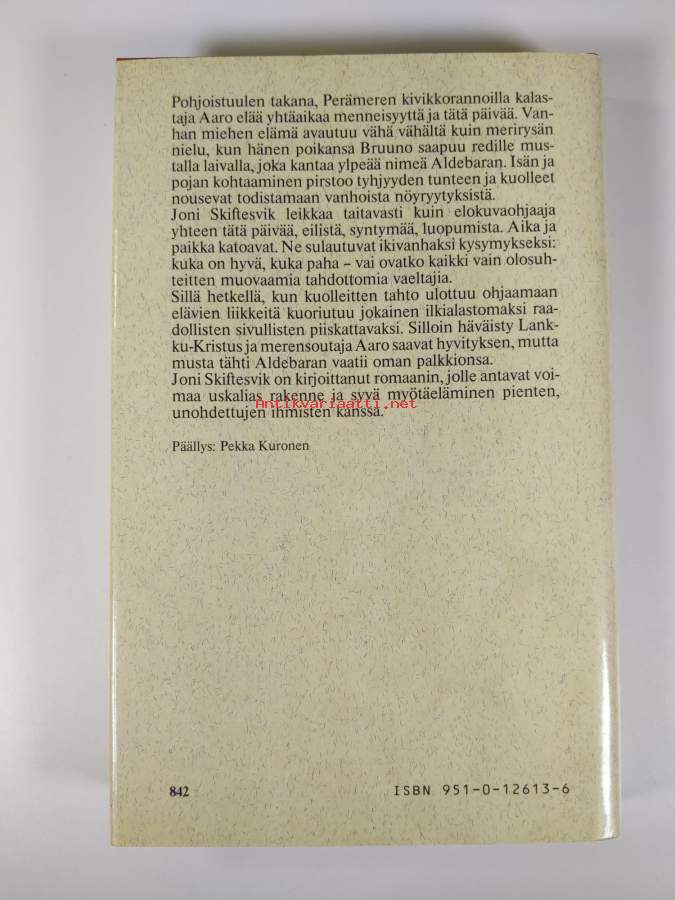 Pohjoistuulen takana, Perämeren kivikkorannoilla kalas-
taja Aaro elää yhtäaikaa menneisyyttä ja tätä päivää. Van-
han miehen elämä avautuu vähä vähältä kuin merirysän
nielu, kun hänen poikansa Bruuno saapuu redille mus-
talla laivalla, joka kantaa ylpeää nimeä Aldebaran. Isän ja
pojan kohtaaminen pirstoo tyhjyyden tunteen ja kuolleet
nousevat todistamaan vanhoista nöyryytyksistä.
Joni Skiftesvik leikkaa taitavasti kuin elokuvaohjaaja
yhteen tätä päivää, eilistä, syntymää, luopumista. Aika ja
paikka katoavat. Ne sulautuvat ikivanhaksi kysymykseksi:
kuka on hyvä, kuka paha – vai ovatko kaikki vain olosuh-
teitten muovaamia tahdottomia vaeltajia.
Sillä hetkellä, kun kuolleitten tahto ulottuu ohjaamaan
elävien liikkeitä kuoriutuu jokainen ilkialastomaksi raa-
dollisten sivullisten piiskattavaksi. Silloin häväisty Lank-
ku-Kristus ja merensoutaja Aaro saavat hyvityksen, mutta
musta tähti Aldebaran vaatii oman palkkionsa.
Joni Skiftesvik on kirjoittanut romaanin, jolle antavat voi-
maa uskalias rakenne ja syvä myötäeläminen pienten,
Antikvariaatti.net
unohdettujen ihmisten kanssa.
Päällys: Pekka Kuronen
842
ISBN 951-0-12613-6